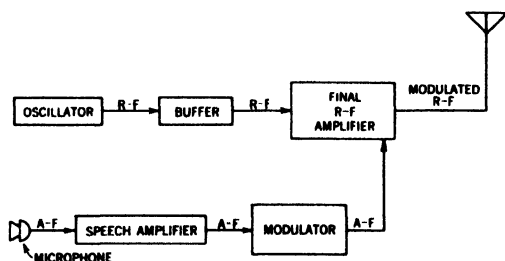 OSCILLATOR
R-F
BUFFER
R-F
FINAL
R-F
AMPLIFIER
MODULATED
R-F
A-F
SPEECH AMPLIFIER
A-F
MODULATOR
A-F
MICROPHONE